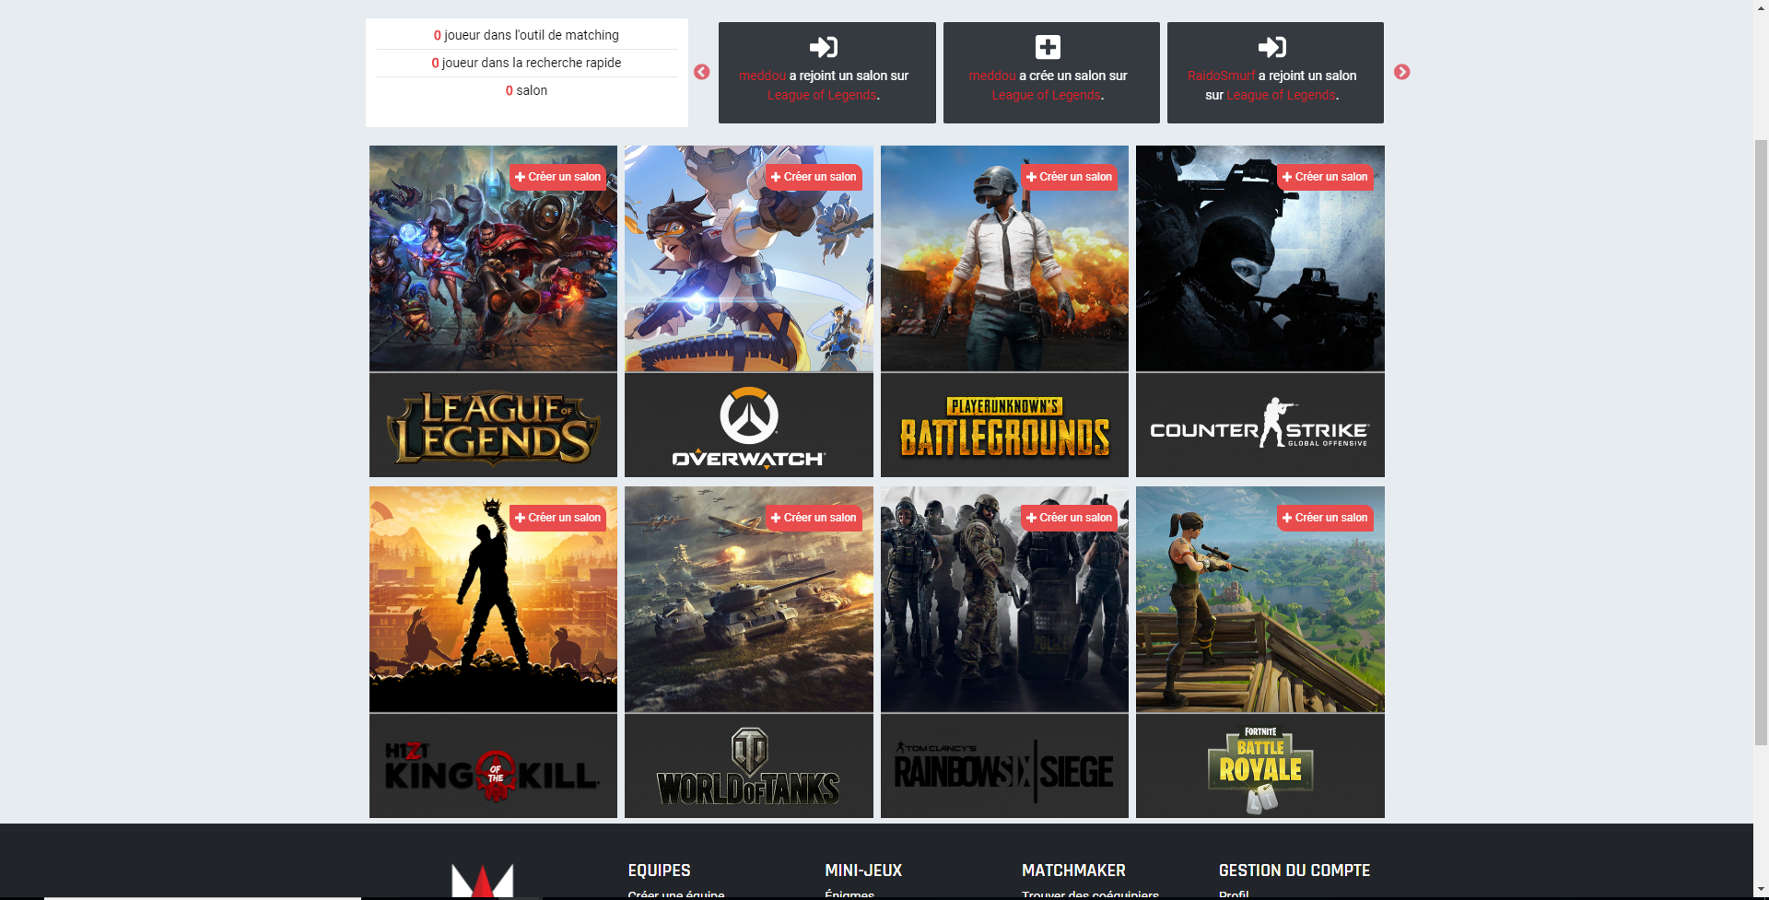 0 joueur dans l'outil de matching
0 joueur dans la recherche rapide
0 salon
meddou a rejoint un salon sur
League of Legends.
meddou a crée un salon sur
League of Legends.
RaidoSmurf a rejoint un salon
sur League of Legends.
Créer un salon
Créer un salon
Créer un salon
Créer un salon
LEAGUE OF
LEGENDS
OVERWATCH
PLAYERUNKNOWN'S
BATTLEGROUNDS
COUNTER STRIKE
GLOBAL OFFENSIVE
Créer un salon
Créer un salon
Créer un salon
Créer un salon
H1Z1
KING OF THE KILL
WORLD OF TANKS
TOM CLANCY'S
RAINBOW SIX SIEGE
FORTNITE
BATTLE
ROYALE
EQUIPES
MINI-JEUX
MATCHMAKER
GESTION DU COMPTE
Créer une équipe
Énigmes
Trouver des coéquipiers
Profil